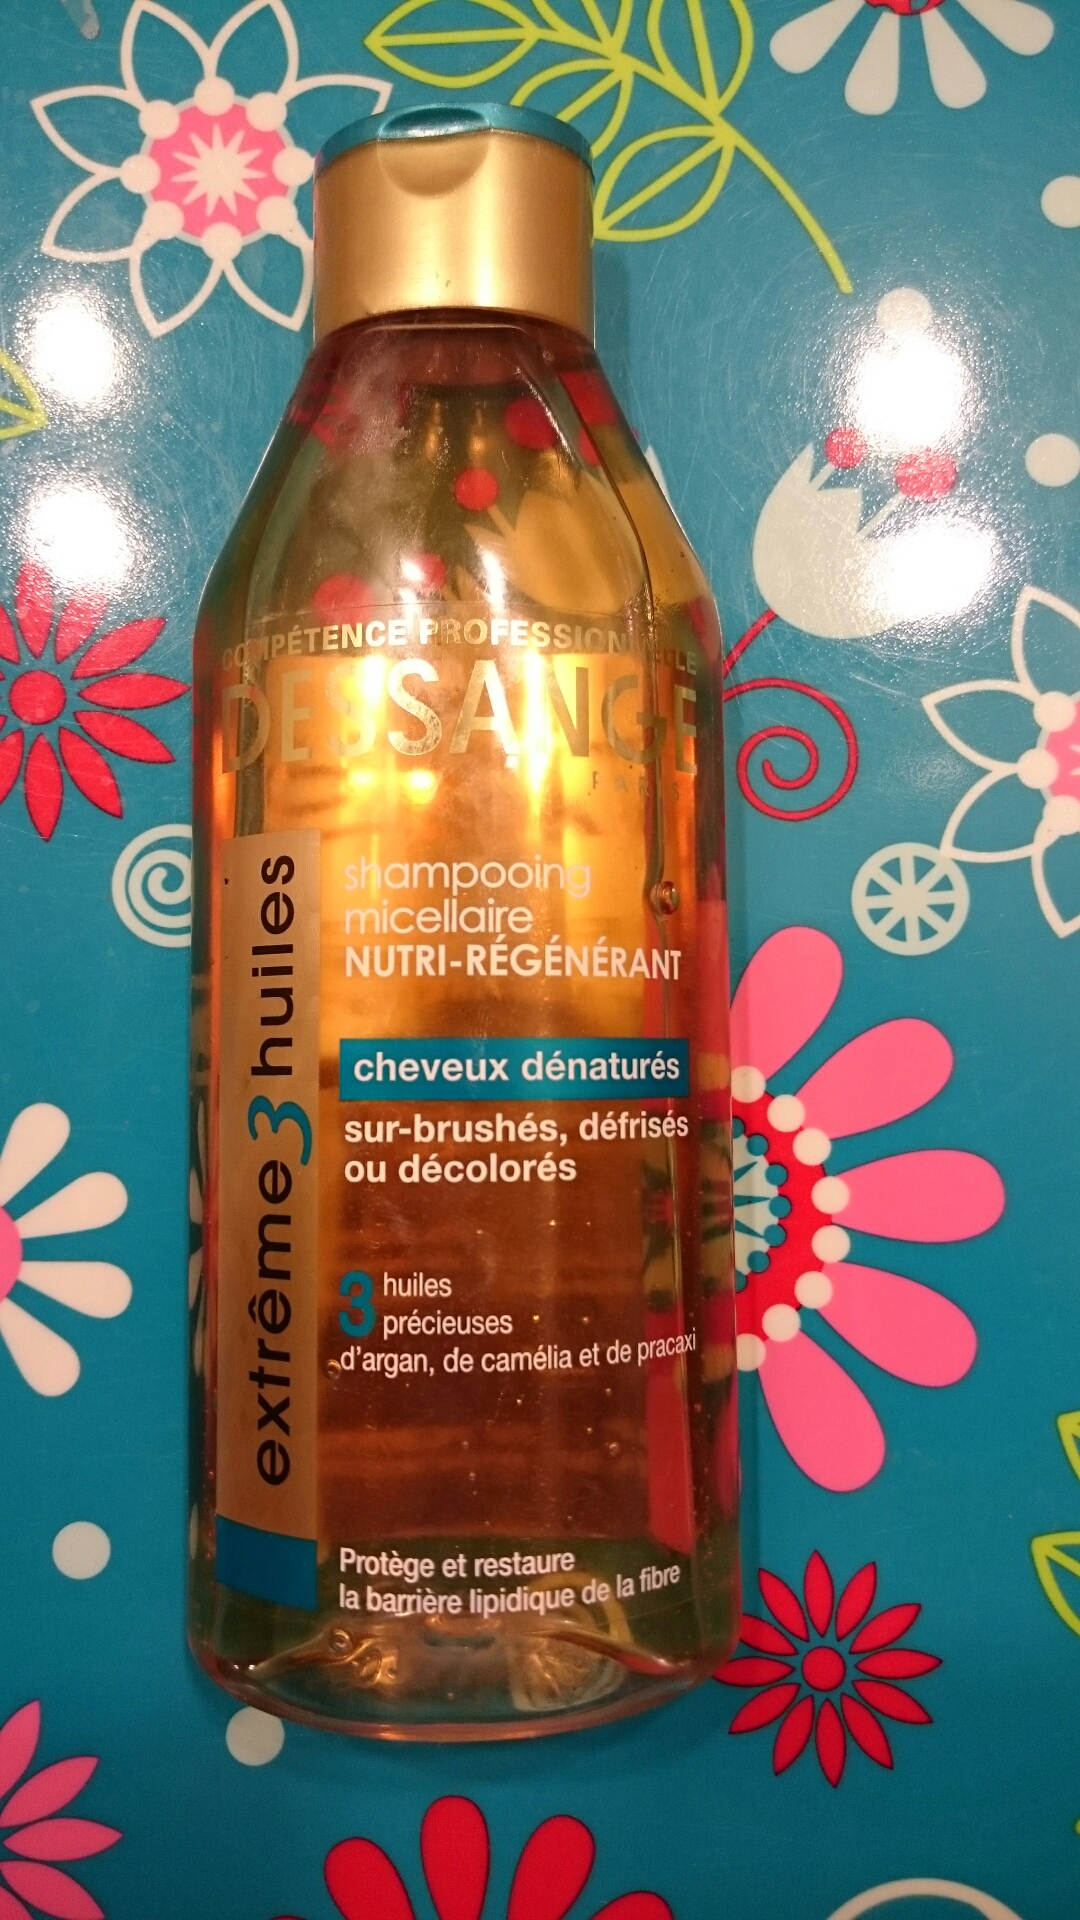 COMPÉTENCE PROFESSIONNELLE
DESSANGE
PARIS
extrême 3 huiles
shampooing
micellaire
NUTRI-RÉGÉNÉRANT
cheveux dénaturés
sur-brushés, défrisés
ou décolorés
3 huiles
précieuses
d'argan, de camélia et de pracaxi
Protège et restaure
la barrière lipidique de la fibre